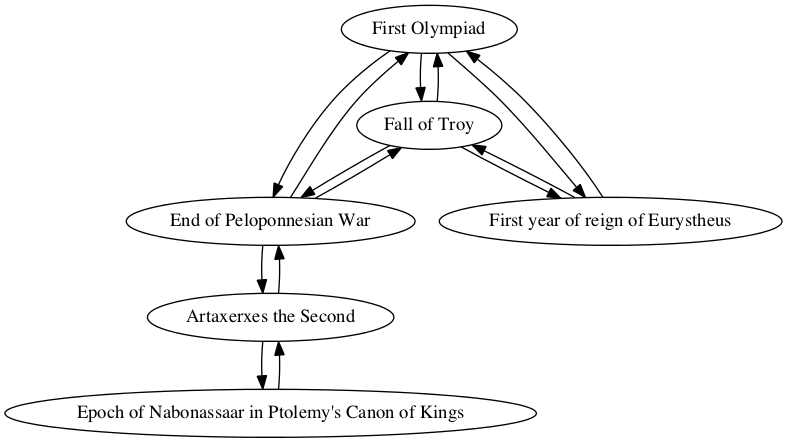 First Olympiad
Fall of Troy
End of Peloponnesian War
First year of reign of Eurystheus
Artaxerxes the Second
Epoch of Nabonassaar in Ptolemy's Canon of Kings